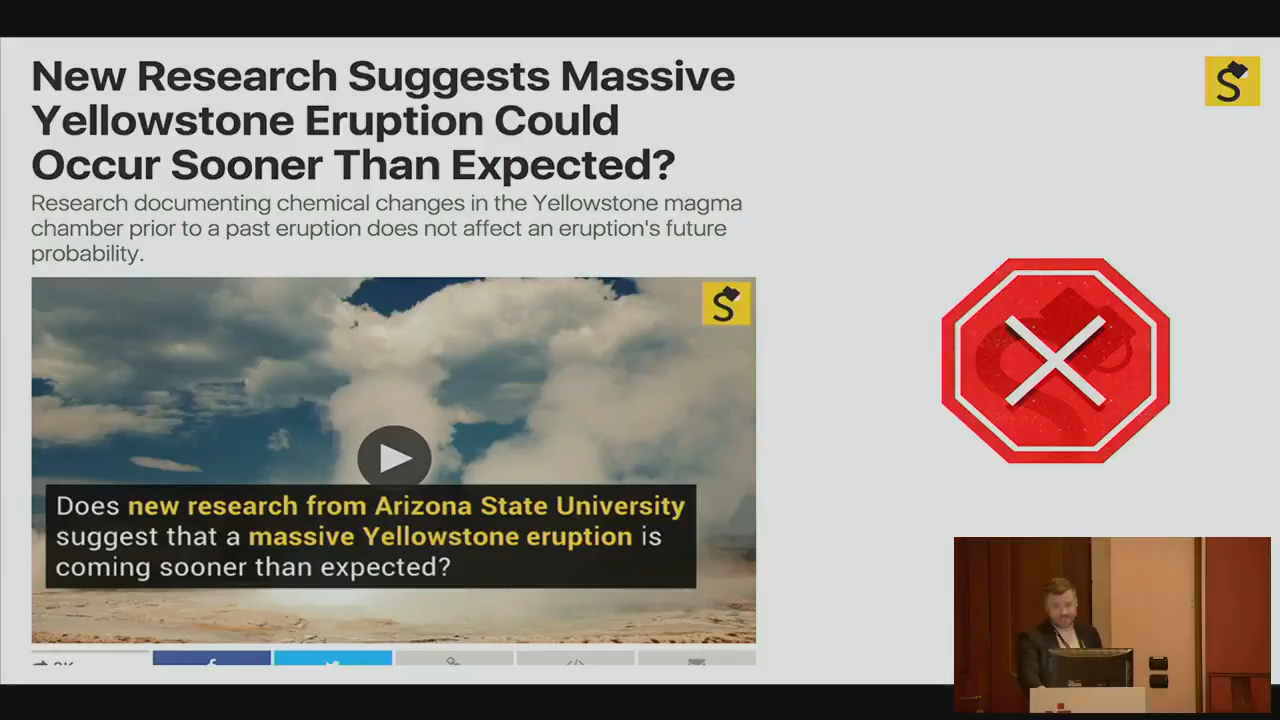 New Research Suggests Massive
Yellowstone Eruption Could
Occur Sooner Than Expected?
Research documenting chemical changes in the Yellowstone magma
chamber prior to a past eruption does not affect an eruption's future
probability.
S
S
Does new research from Arizona State University
suggest that a massive Yellowstone eruption is
coming sooner than expected?